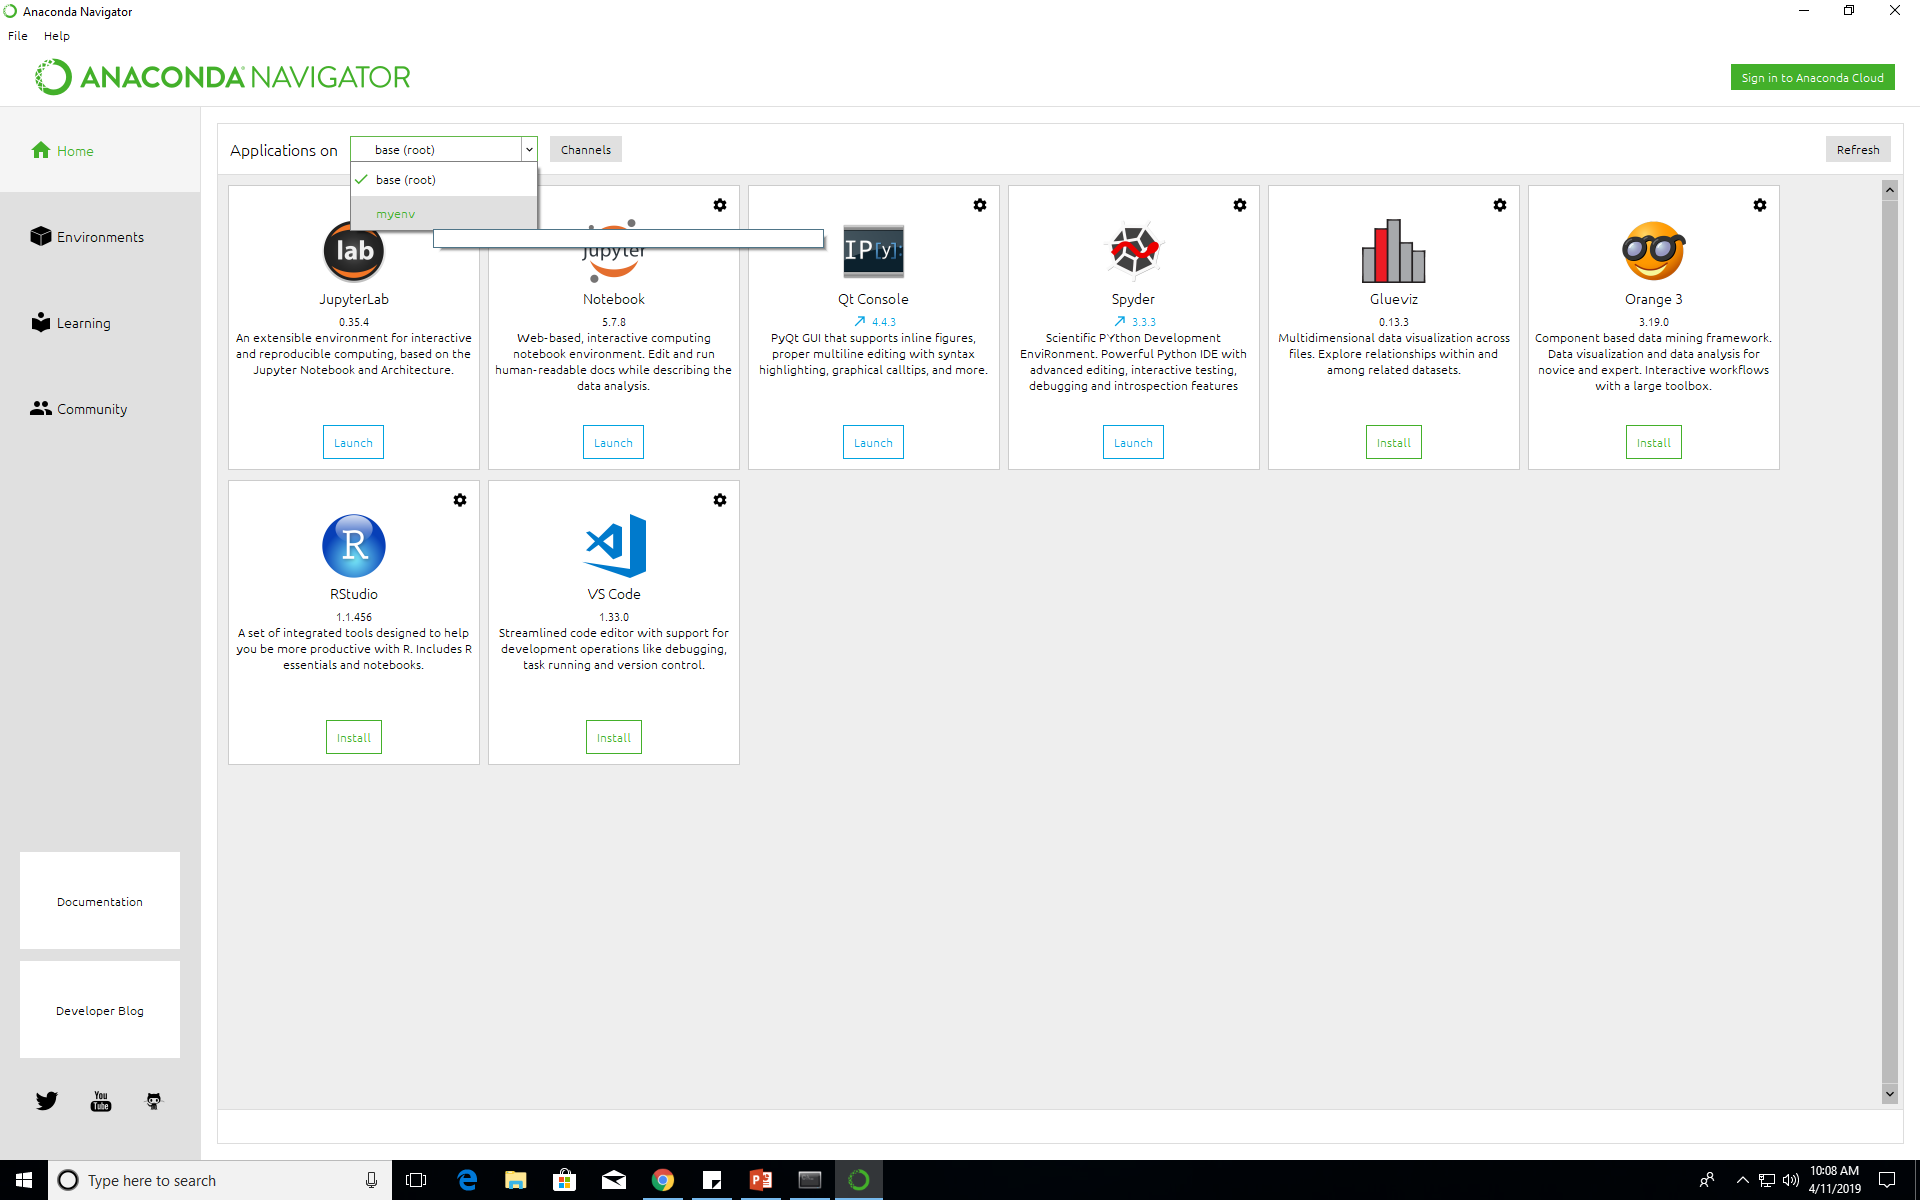 Anaconda Navigator
File Help
ANACONDA NAVIGATOR
Sign in to Anaconda Cloud
Home
Environments
Learning
Community
Documentation
Developer Blog
You
Tube
Applications on
base (root)
Channels
Refresh
base (root)
myenv
lab
JupyterLab
0.35.4
An extensible environment for interactive
and reproducible computing, based on the
Jupyter Notebook and Architecture.
Launch
jupyter
Notebook
5.7.8
Web-based, interactive computing
notebook environment. Edit and run
human-readable docs while describing the
data analysis.
Launch
IP[y]:
Qt Console
4.4.3
PyQt GUI that supports inline figures,
proper multiline editing with syntax
highlighting, graphical calltips, and more.
Launch
Spyder
3.3.3
Scientific PYthon Development
EnviRonment. Powerful Python IDE with
advanced editing, interactive testing,
debugging and introspection features
Launch
Glueviz
0.13.3
Multidimensional data visualization across
files. Explore relationships within and
among related datasets.
Install
Orange 3
3.19.0
Component based data mining framework.
Data visualization and data analysis for
novice and expert. Interactive workflows
with a large toolbox.
Install
R
RStudio
1.1.456
A set of integrated tools designed to help
you be more productive with R. Includes R
essentials and notebooks.
Install
VS Code
1.33.0
Streamlined code editor with support for
development operations like debugging,
task running and version control.
Install
Type here to search
10:08 AM
4/11/2019